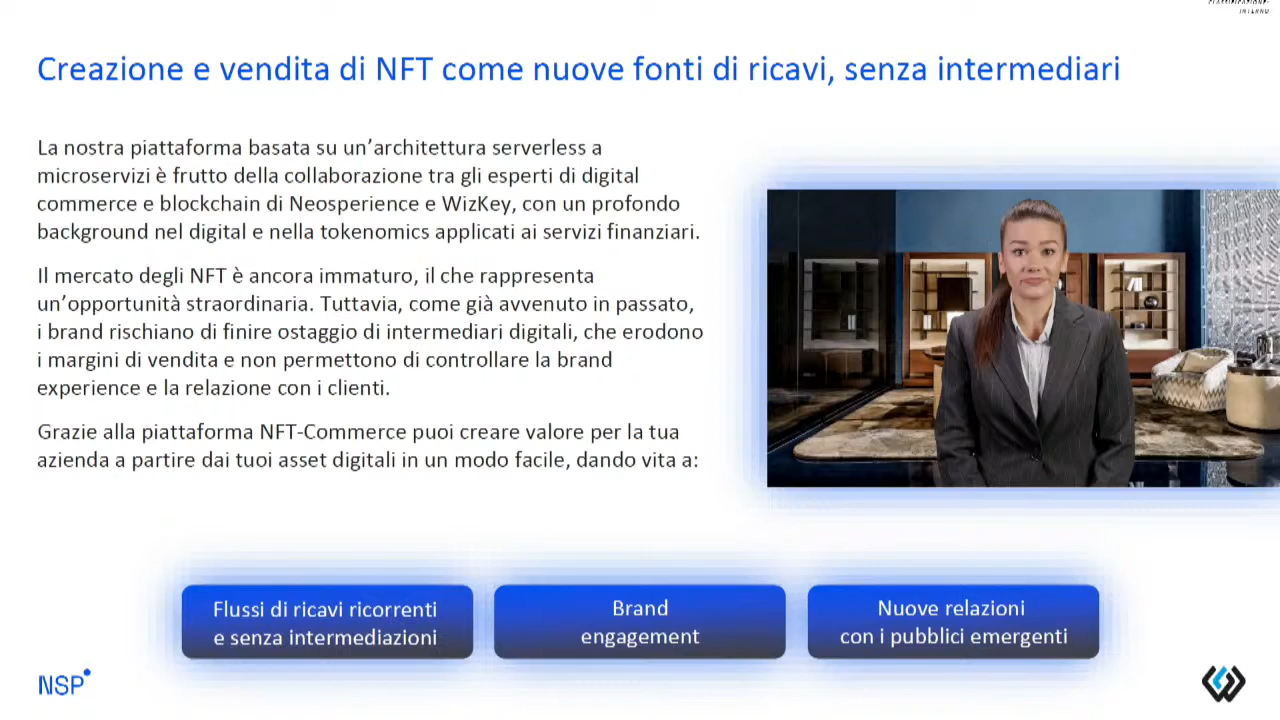 CLASSIFICAZIONE:
INTERNO
Creazione e vendita di NFT come nuove fonti di ricavi, senza intermediari
La nostra piattaforma basata su un’architettura serverless a
microservizi è frutto della collaborazione tra gli esperti di digital
commerce e blockchain di Neosperience e WizKey, con un profondo
background nel digital e nella tokenomics applicati ai servizi finanziari.
Il mercato degli NFT è ancora immaturo, il che rappresenta
un’opportunità straordinaria. Tuttavia, come già avvenuto in passato,
i brand rischiano di finire ostaggio di intermediari digitali, che erodono
i margini di vendita e non permettono di controllare la brand
experience e la relazione con i clienti.
Grazie alla piattaforma NFT-Commerce puoi creare valore per la tua
azienda a partire dai tuoi asset digitali in un modo facile, dando vita a:
Flussi di ricavi ricorrenti
e senza intermediazioni
Brand
engagement
Nuove relazioni
con i pubblici emergenti
NSP